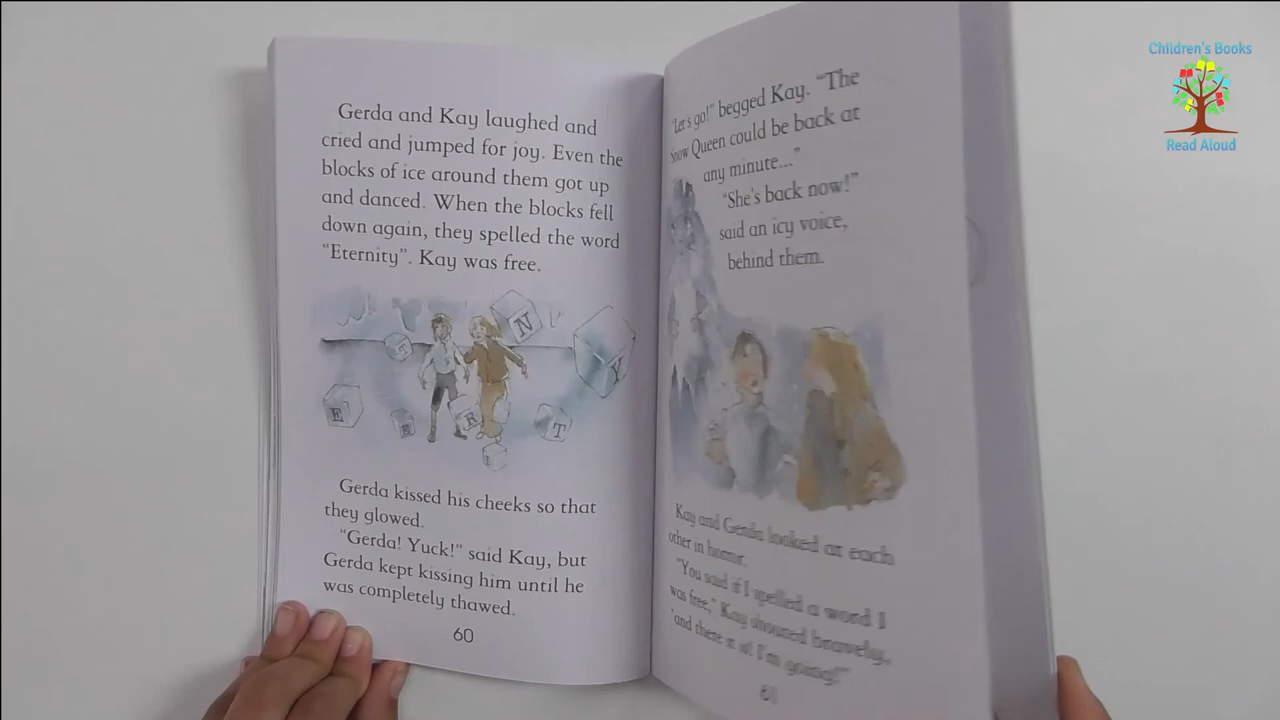 Gerda and Kay laughed and
cried and jumped for joy. Even the
blocks of ice around them got up
and danced. When the blocks fell
down again, they spelled the word
“Eternity”. Kay was free.
N
T
Y
E
E
R
T
I
Gerda kissed his cheeks so that
they glowed.
“Gerda! Yuck!” said Kay, but
Gerda kept kissing him until he
was completely thawed.
60
“Let's go!” begged Kay. “The
Snow Queen could be back at
any minute...”
“She's back now!”
said an icy voice,
behind them.
Kay and Gerda looked at each
other in horror.
“You said if I spelled a word I
was free,” Kay shouted bravely,
“and there it is! I'm going!”
61
Children's Books
Read Aloud